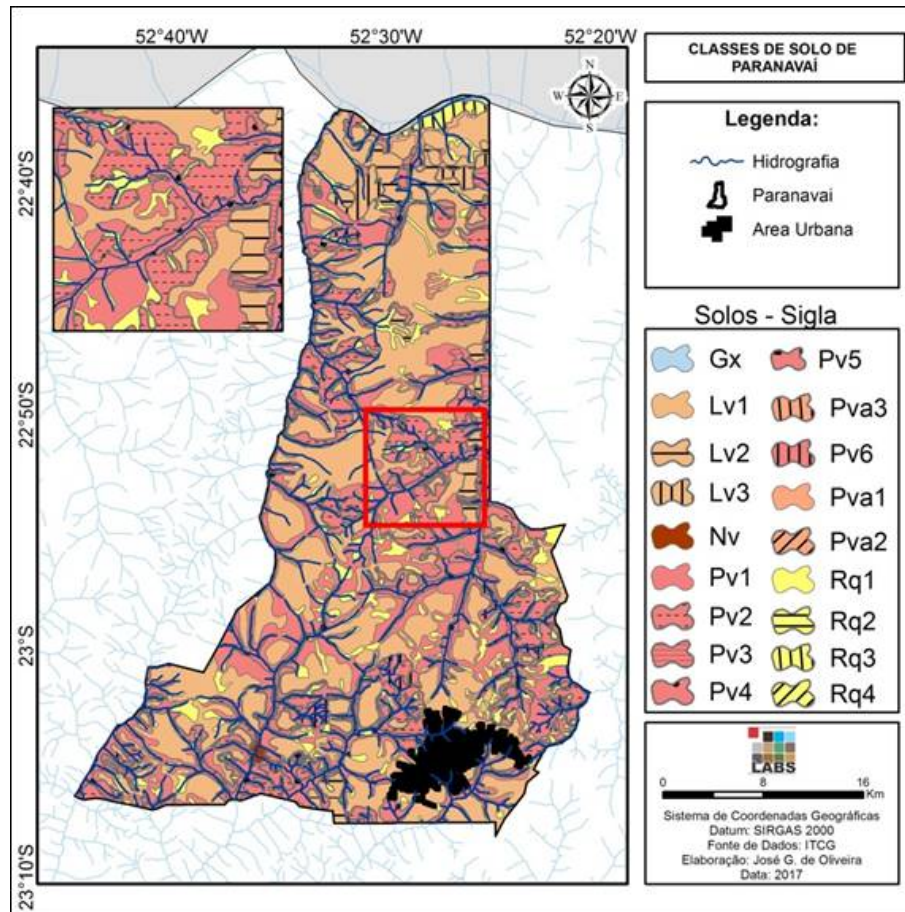 52°40'W
52°30'W
52°20'W
22°40'S
22°50'S
23°S
23°10'S
N
W
E
S
CLASSES DE SOLO DE
PARANAVAÍ
Legenda:
Hidrografia
Paranavai
Area Urbana
Solos - Sigla
Gx
Lv1
Lv2
Lv3
Nv
Pv1
Pv2
Pv3
Pv4
Pv5
Pva3
Pv6
Pva1
Pva2
Rq1
Rq2
Rq3
Rq4
LABS
0 8 16
Km
Sistema de Coordenadas Geográficas
Datum: SIRGAS 2000
Fonte de Dados: ITCG
Elaboração: José G. de Oliveira
Data: 2017